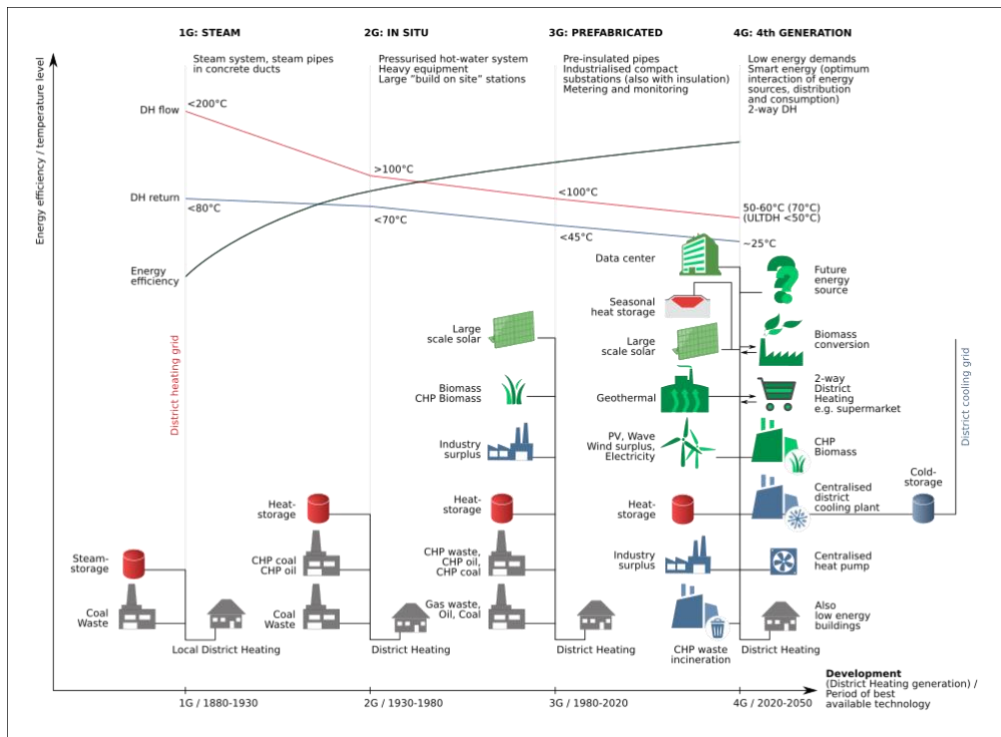 1G: STEAM
Steam system, steam pipes
in concrete ducts
2G: IN SITU
Pressurised hot-water system
Heavy equipment
Large “build on site” stations
3G: PREFABRICATED
Pre-insulated pipes
Industrialised compact
substations (also with insulation)
Metering and monitoring
4G: 4th GENERATION
Low energy demands
Smart energy (optimum
interaction of energy
sources, distribution
and consumption)
2-way DH
Energy efficiency / temperature level
DH flow
<200°C
>100°C
<100°C
50-60°C (70°C)
(ULTDH <50°C)
DH return
<80°C
<70°C
<45°C
~25°C
Energy
efficiency
District heating grid
District cooling grid
Steam-
storage
Coal
Waste
Local District Heating
Heat-
storage
CHP coal
CHP oil
Coal
Waste
District Heating
Large
scale solar
Biomass
CHP Biomass
Industry
surplus
Heat-
storage
CHP waste,
CHP oil,
CHP coal
Gas waste,
Oil, Coal
District Heating
Data center
Seasonal
heat storage
Large
scale solar
Geothermal
PV, Wave
Wind surplus,
Electricity
Heat-
storage
Industry
surplus
CHP waste
incineration
Future
energy
source
Biomass
conversion
2-way
District
Heating
e.g. supermarket
CHP
Biomass
Centralised
district
cooling plant
Cold-
storage
Centralised
heat pump
Also
low energy
buildings
District Heating
1G / 1880-1930
2G / 1930-1980
3G / 1980-2020
4G / 2020-2050
Development
(District Heating generation) /
Period of best
available technology